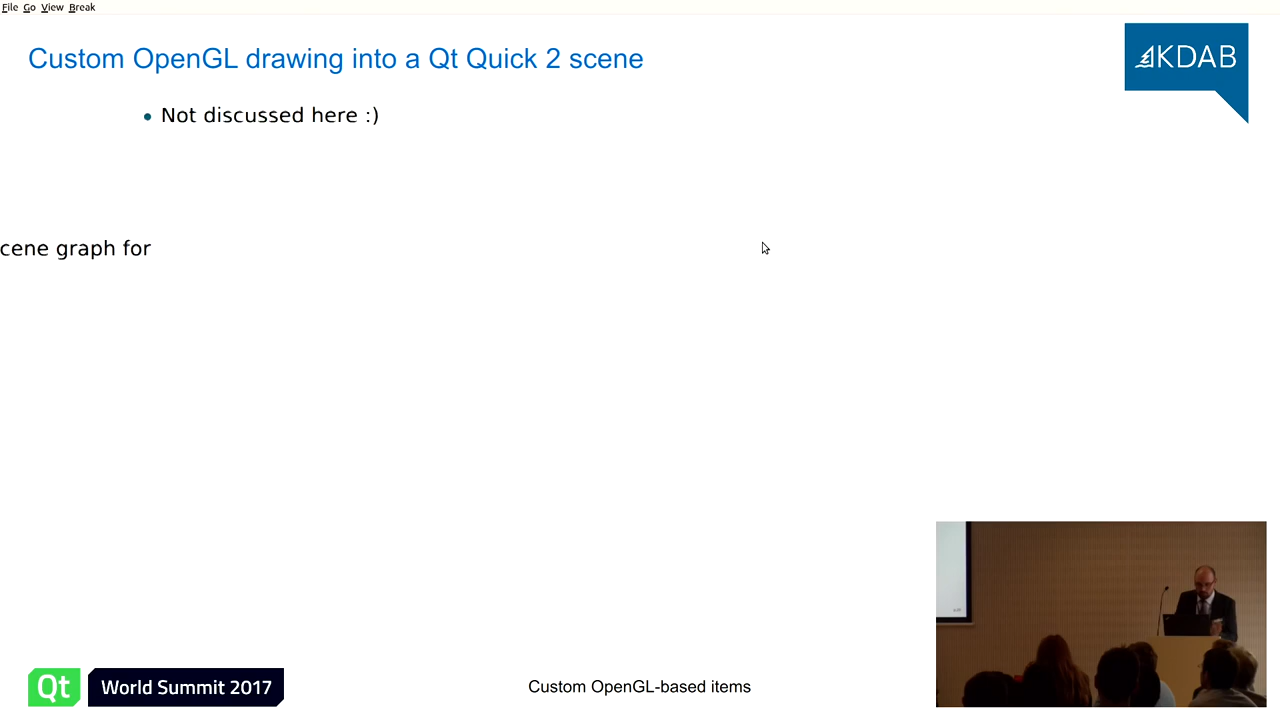 File Go View Break
Custom OpenGL drawing into a Qt Quick 2 scene
KDAB
• Not discussed here :)
cene graph for
Qt World Summit 2017
Custom OpenGL-based items